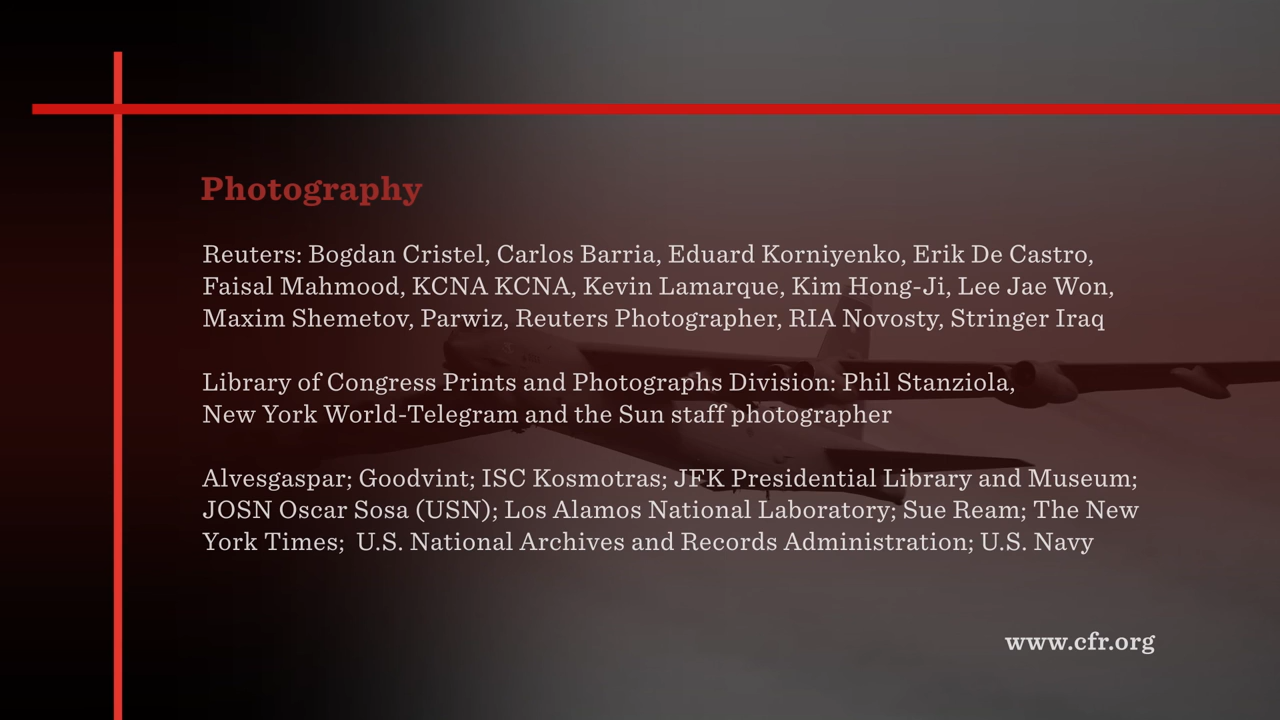 Photography
Reuters: Bogdan Cristel, Carlos Barria, Eduard Korniyenko, Erik De Castro,
Faisal Mahmood, KCNA KCNA, Kevin Lamarque, Kim Hong-Ji, Lee Jae Won,
Maxim Shemetov, Parwiz, Reuters Photographer, RIA Novosty, Stringer Iraq
Library of Congress Prints and Photographs Division: Phil Stanziola,
New York World-Telegram and the Sun staff photographer
Alvesgaspar; Goodvint; ISC Kosmotras; JFK Presidential Library and Museum;
JOSN Oscar Sosa (USN); Los Alamos National Laboratory; Sue Ream; The New
York Times;  U.S. National Archives and Records Administration; U.S. Navy
www.cfr.org